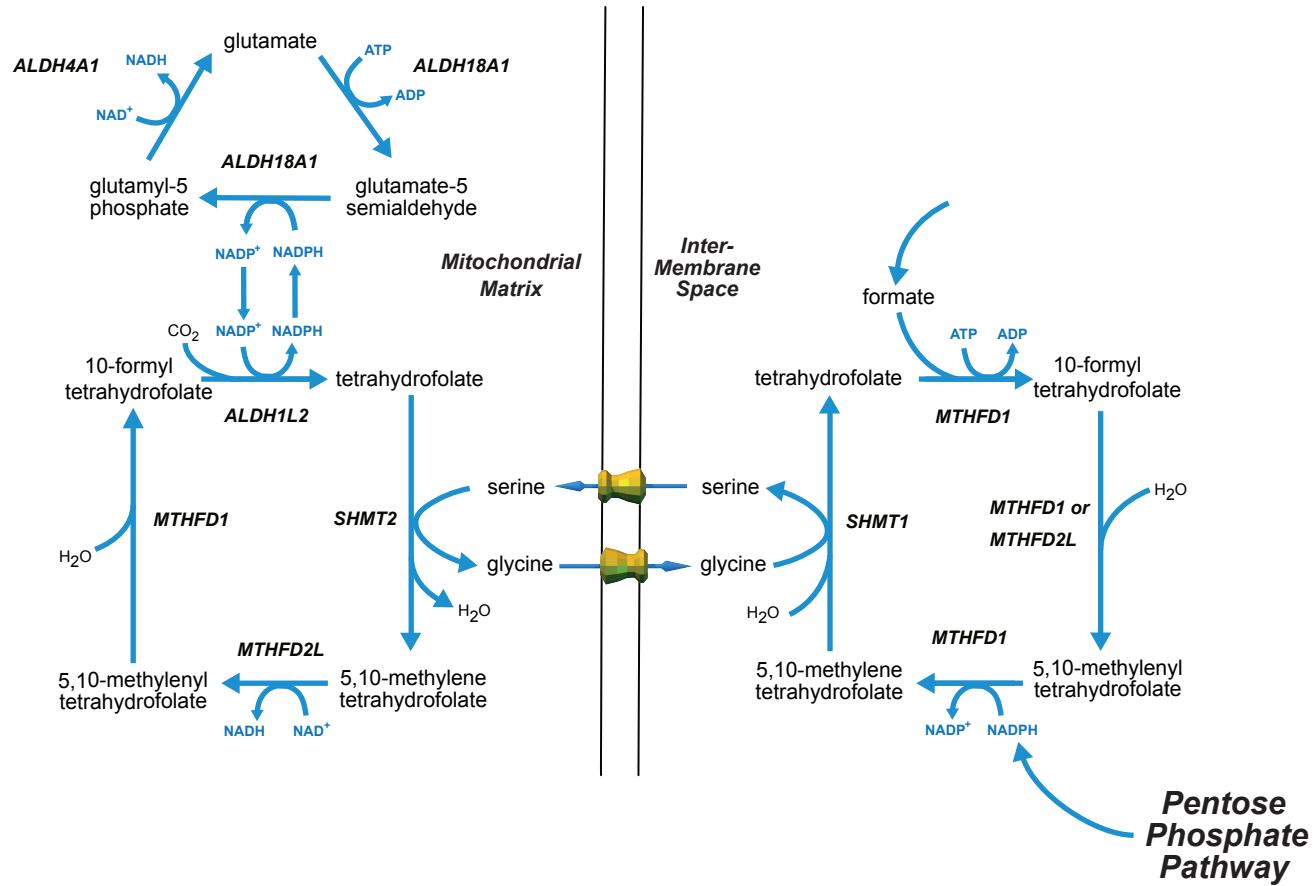 glutamate
ALDH4A1
NADH
ATP
ALDH18A1
ADP
NAD+
ALDH18A1
glutamyl-5
phosphate
glutamate-5
semialdehyde
NADP+
NADPH
Mitochondrial
Matrix
Inter-
Membrane
Space
CO2
NADP+
NADPH
10-formyl
tetrahydrofolate
tetrahydrofolate
ALDH1L2
MTHFD1
H2O
SHMT2
serine
glycine
H2O
MTHFD2L
5,10-methylenyl
tetrahydrofolate
5,10-methylene
tetrahydrofolate
NADH
NAD+
formate
ATP
ADP
tetrahydrofolate
10-formyl
tetrahydrofolate
MTHFD1
serine
glycine
SHMT1
H2O
MTHFD1 or
MTHFD2L
H2O
MTHFD1
5,10-methylene
tetrahydrofolate
5,10-methylenyl
tetrahydrofolate
NADP+
NADPH
Pentose
Phosphate
Pathway